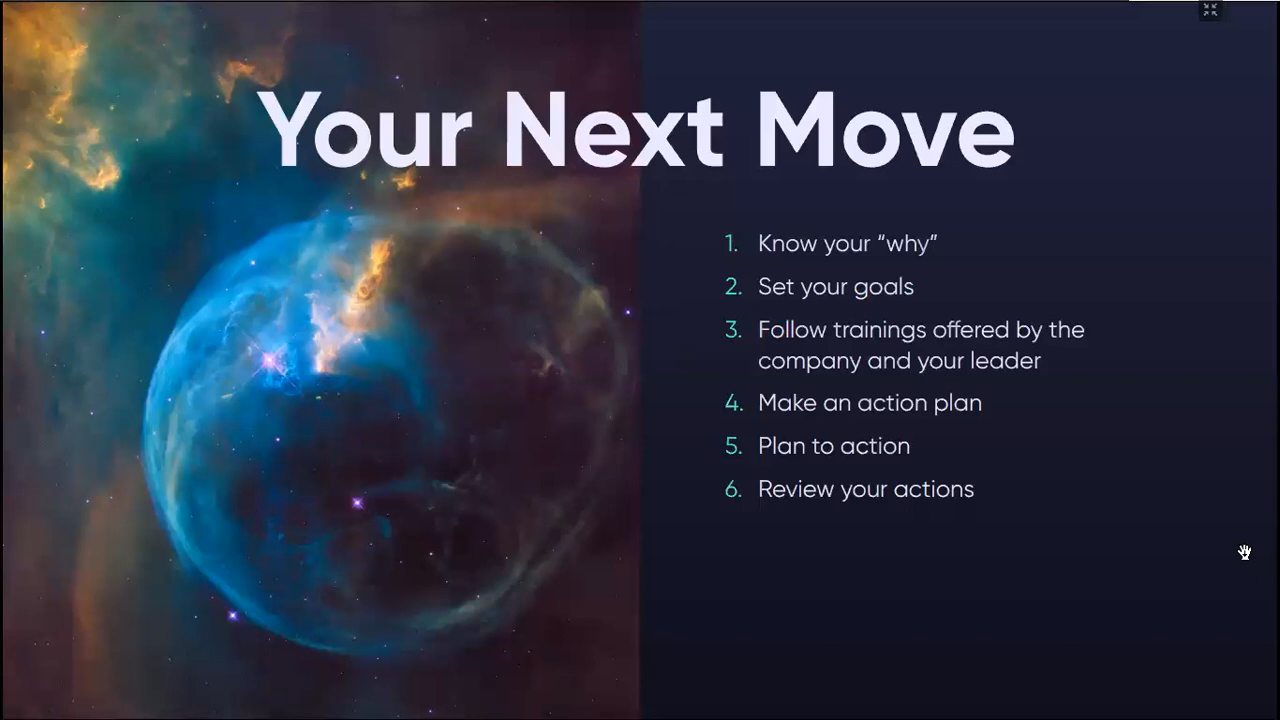 Your Next Move
1. Know your “why”
2. Set your goals
3. Follow trainings offered by the
company and your leader
4. Make an action plan
5. Plan to action
6. Review your actions